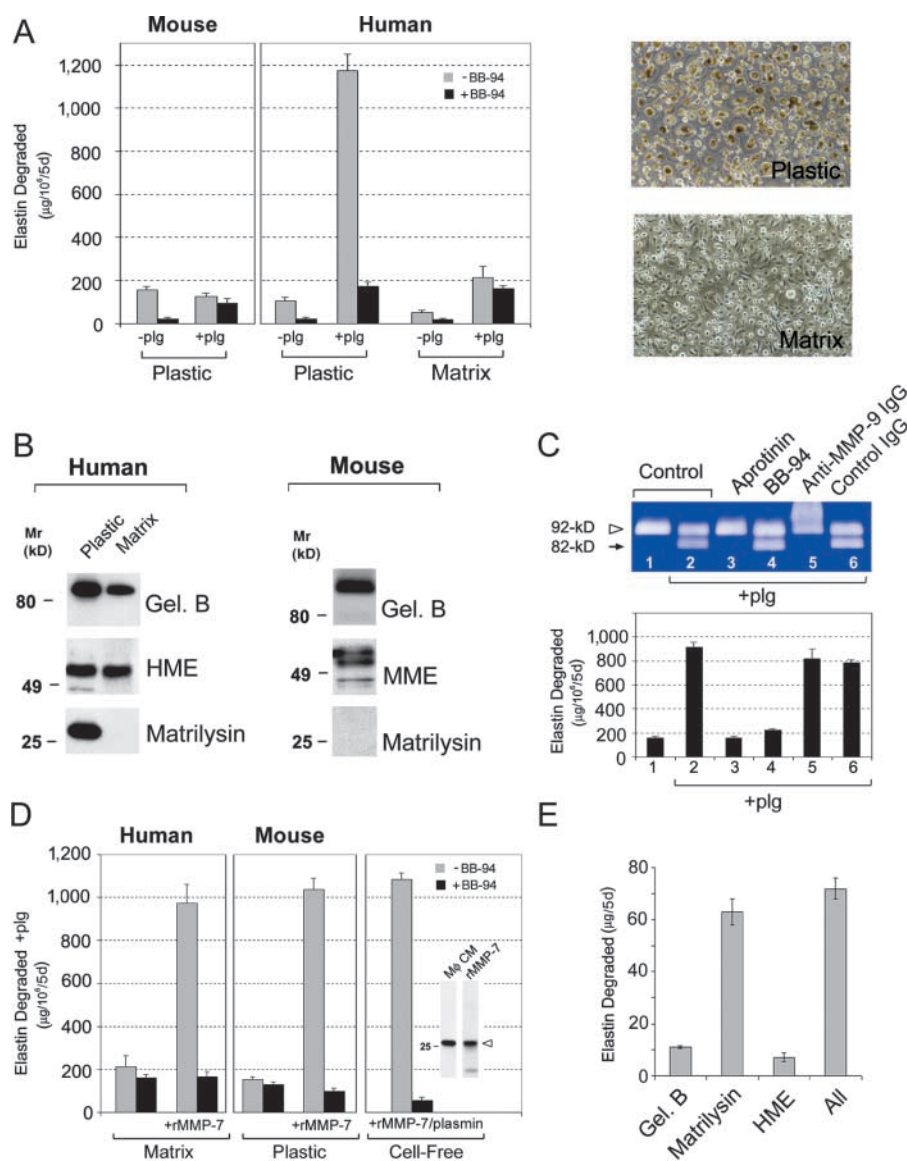 A
Mouse
Human
Elastin Degraded
(µg/10⁶/5d)
1,200
1,000
800
600
400
200
0
-BB-94
+BB-94
-plg
+plg
-plg
+plg
-plg
+plg
Plastic
Plastic
Matrix
Plastic
Matrix
B
Human
Mouse
Mr
(kD)
Plastic
Matrix
80
Gel. B
49
HME
25
Matrilysin
Mr
(kD)
80
Gel. B
49
MME
25
Matrilysin
C
Control
Aprotinin
BB-94
Anti-MMP-9 IgG
Control IgG
92-kD
82-kD
1 2 3 4 5 6
+plg
Elastin Degraded
(µg/10⁶/5d)
1,000
800
600
400
200
0
1 2 3 4 5 6
+plg
D
Human
Mouse
Elastin Degraded +plg
(µg/10⁶/5d)
1,200
1,000
800
600
400
200
0
-BB-94
+BB-94
Mφ CM
rMMP-7
25
+rMMP-7
+rMMP-7
+rMMP-7/plasmin
Matrix
Plastic
Cell-Free
E
Elastin Degraded (µg/5d)
80
60
40
20
0
Gel. B
Matrilysin
HME
All